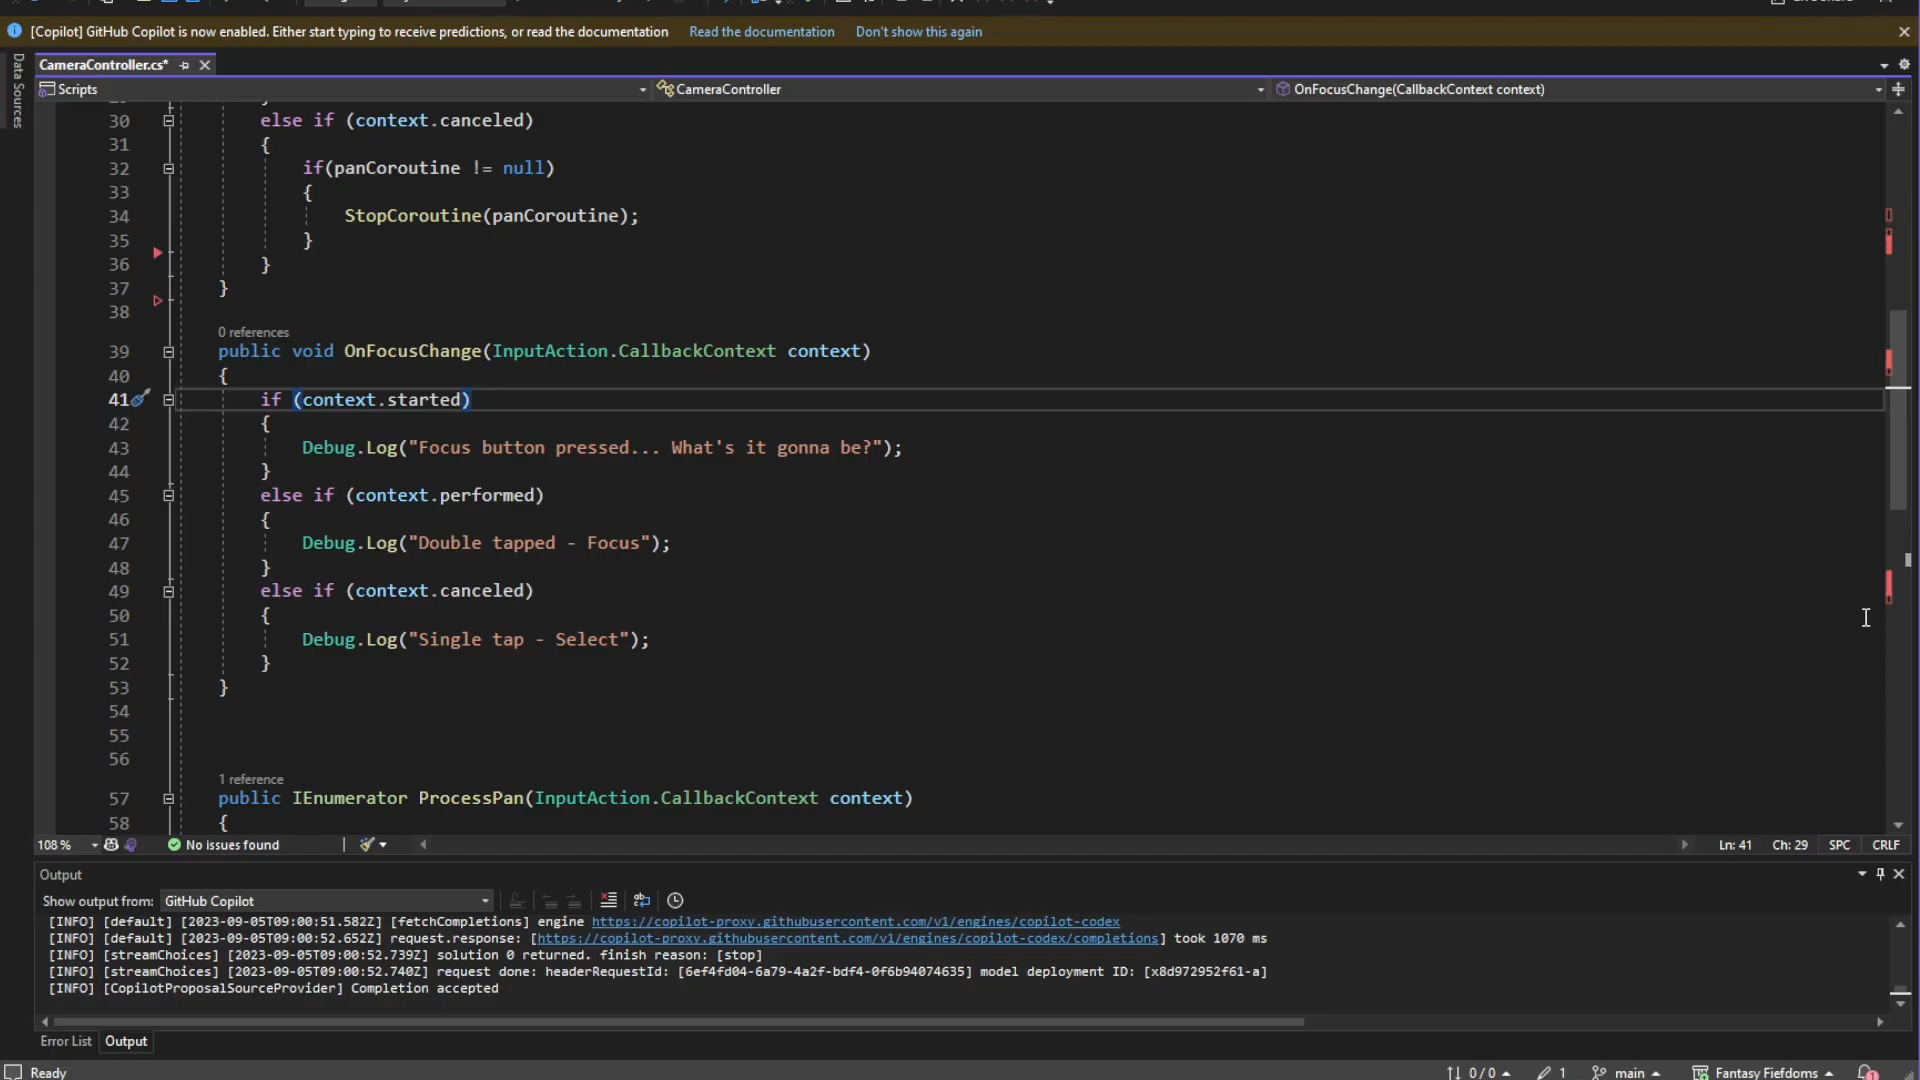 [Copilot] GitHub Copilot is now enabled. Either start typing to receive predictions, or read the documentation Read the documentation Don't show this again
Data Sources
CameraController.cs*
Scripts CameraController OnFocusChange(CallbackContext context)
30 else if (context.canceled)
31 {
32 if(panCoroutine != null)
33 {
34 StopCoroutine(panCoroutine);
35 }
36 }
37 }
38
0 references
39 public void OnFocusChange(InputAction.CallbackContext context)
40 {
41 if (context.started)
42 {
43 Debug.Log("Focus button pressed... What's it gonna be?");
44 }
45 else if (context.performed)
46 {
47 Debug.Log("Double tapped - Focus");
48 }
49 else if (context.canceled)
50 {
51 Debug.Log("Single tap - Select");
52 }
53 }
54
55
56
1 reference
57 public IEnumerator ProcessPan(InputAction.CallbackContext context)
58 {
108 % No issues found Ln: 41 Ch: 29 SPC CRLF
Output
Show output from: GitHub Copilot
[INFO] [default] [2023-09-05T09:00:51.582Z] [fetchCompletions] engine https://copilot-proxy.githubusercontent.com/v1/engines/copilot-codex
[INFO] [default] [2023-09-05T09:00:52.652Z] request.response: [https://copilot-proxy.githubusercontent.com/v1/engines/copilot-codex/completions] took 1070 ms
[INFO] [streamChoices] [2023-09-05T09:00:52.739Z] solution 0 returned. finish reason: [stop]
[INFO] [streamChoices] [2023-09-05T09:00:52.740Z] request done: headerRequestId: [6ef4fd04-6a79-4a2f-bdf4-0f6b94074635] model deployment ID: [x8d972952f61-a]
[INFO] [CopilotProposalSourceProvider] Completion accepted
Error List Output
Ready 0 / 0 1 main Fantasy Fiefdoms 1